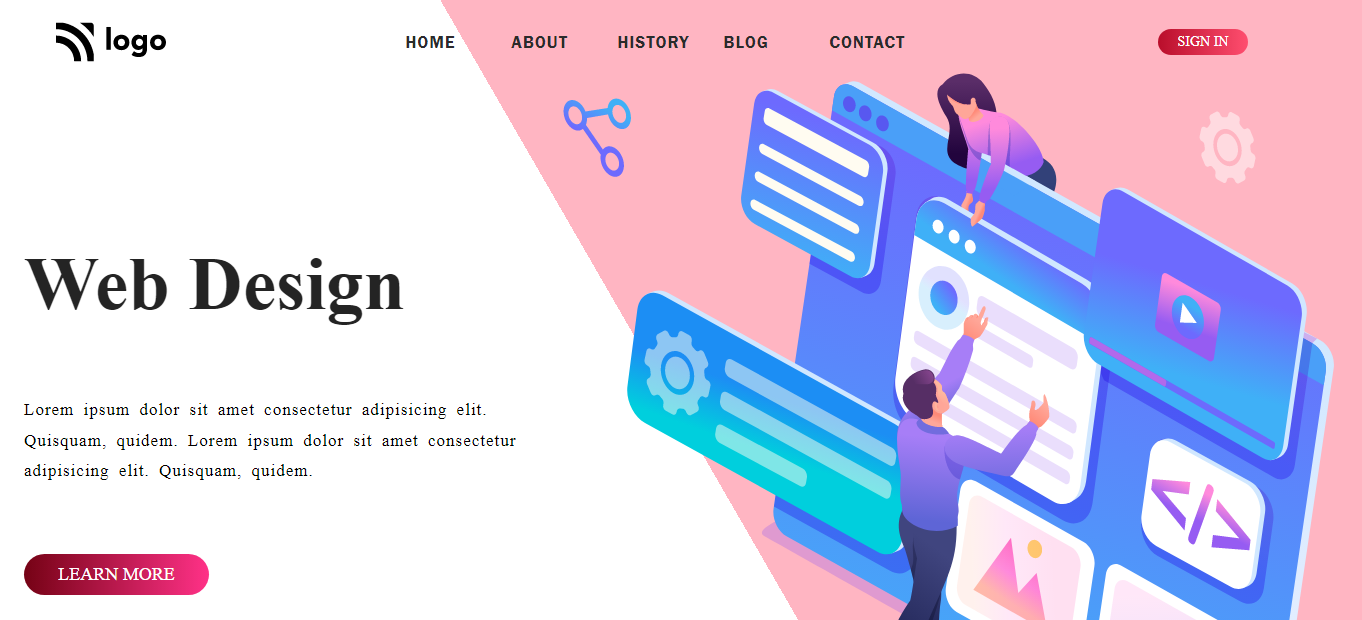 logo
HOME ABOUT HISTORY BLOG CONTACT
SIGN IN
Web Design
Lorem ipsum dolor sit amet consectetur adipisicing elit.
Quisquam, quidem. Lorem ipsum dolor sit amet consectetur
adipisicing elit. Quisquam, quidem.
LEARN MORE
</>